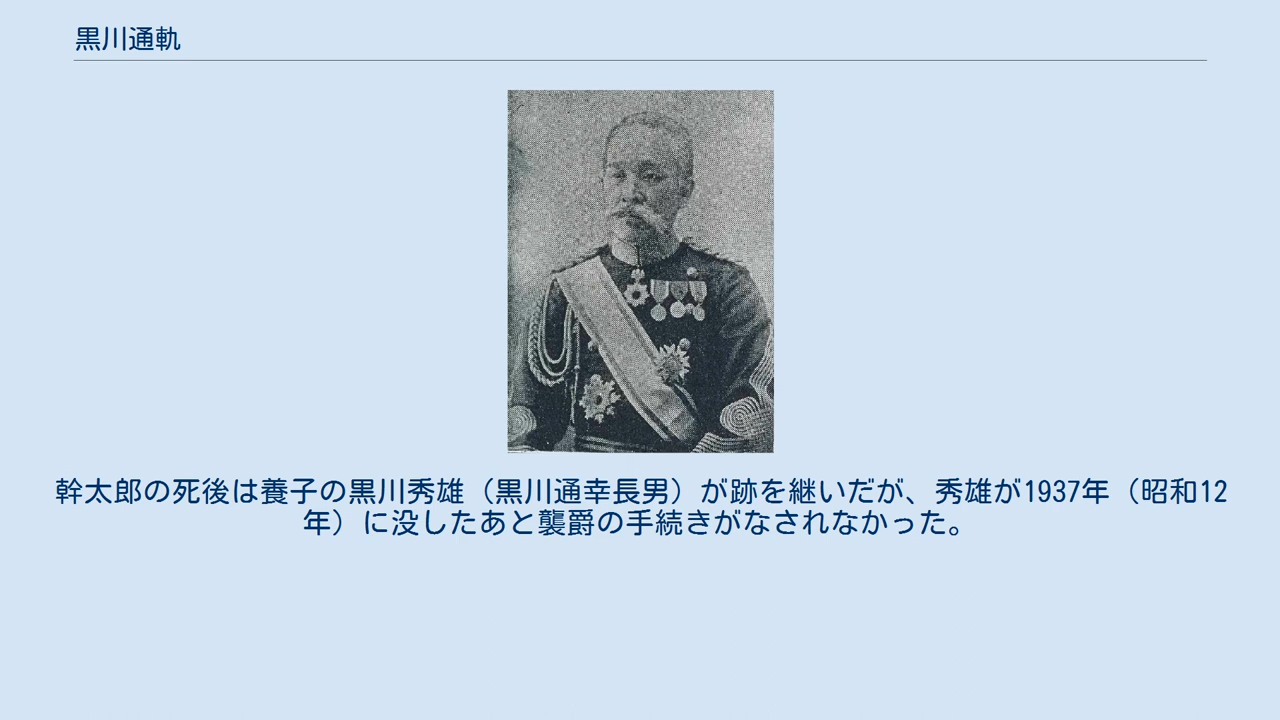 黒川通軌
幹太郎の死後は養子の黒川秀雄（黒川通幸長男）が跡を継いだが、秀雄が1937年（昭和12
年）に没したあと襲爵の手続きがなされなかった。